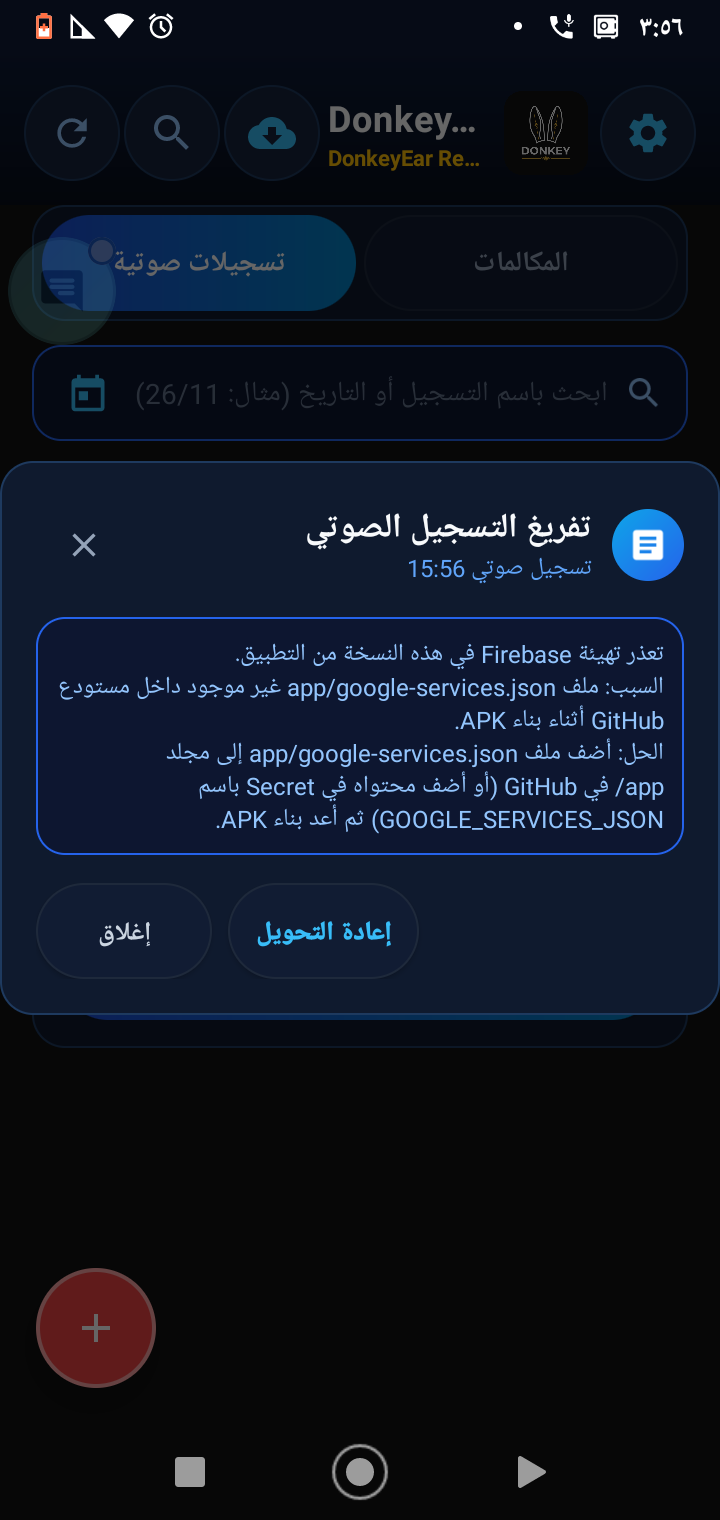 ٣:٥٦
Donkey...
DonkeyEar Re...
DONKEY
المكالمات
تسجيلات صوتية
ابحث باسم التسجيل أو التاريخ (مثال: 26/11)
تفريغ التسجيل الصوتي
تسجيل صوتي 15:56
تعذر تهيئة Firebase في هذه النسخة من التطبيق.
السبب: ملف app/google-services.json غير موجود داخل مستودع
GitHub أثناء بناء APK.
الحل: أضف ملف app/google-services.json إلى مجلد
app/ في GitHub (أو أضف محتواه في Secret باسم
GOOGLE_SERVICES_JSON) ثم أعد بناء APK.
إعادة التحويل
إغلاق